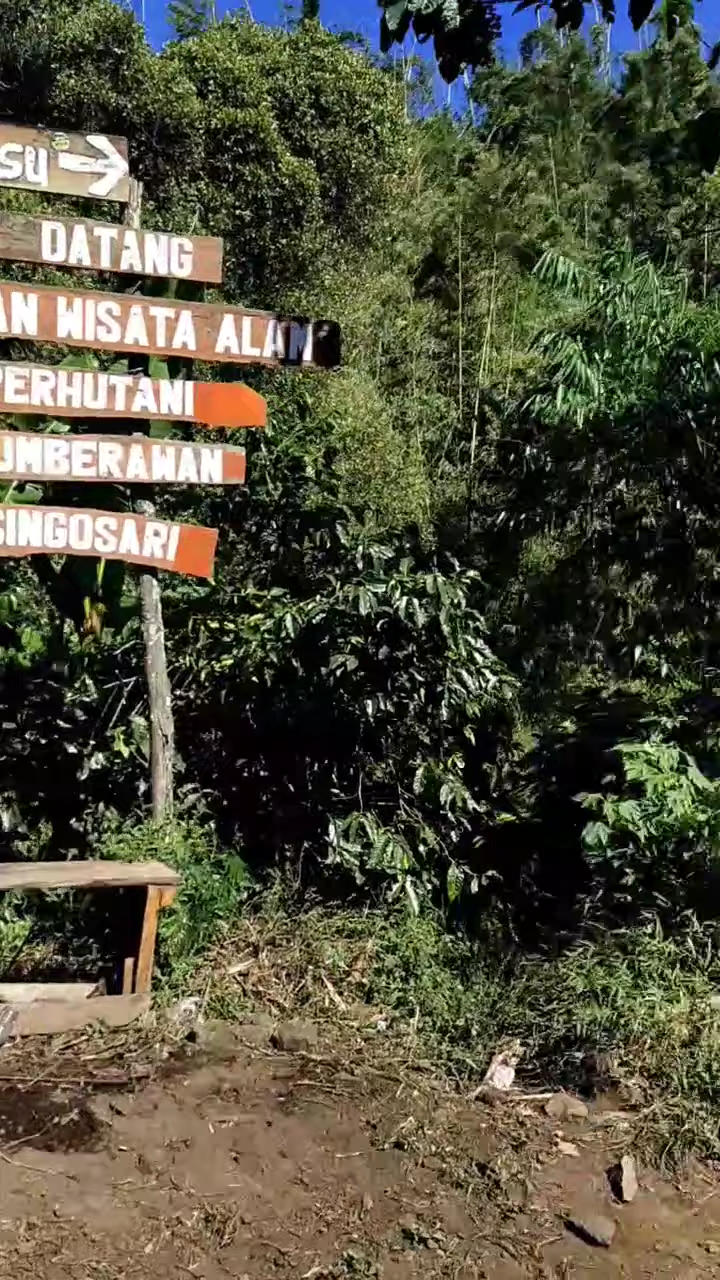 SU →
DATANG
AN WISATA ALAM
PERHUTANI
UMBERAWAN
SINGOSARI